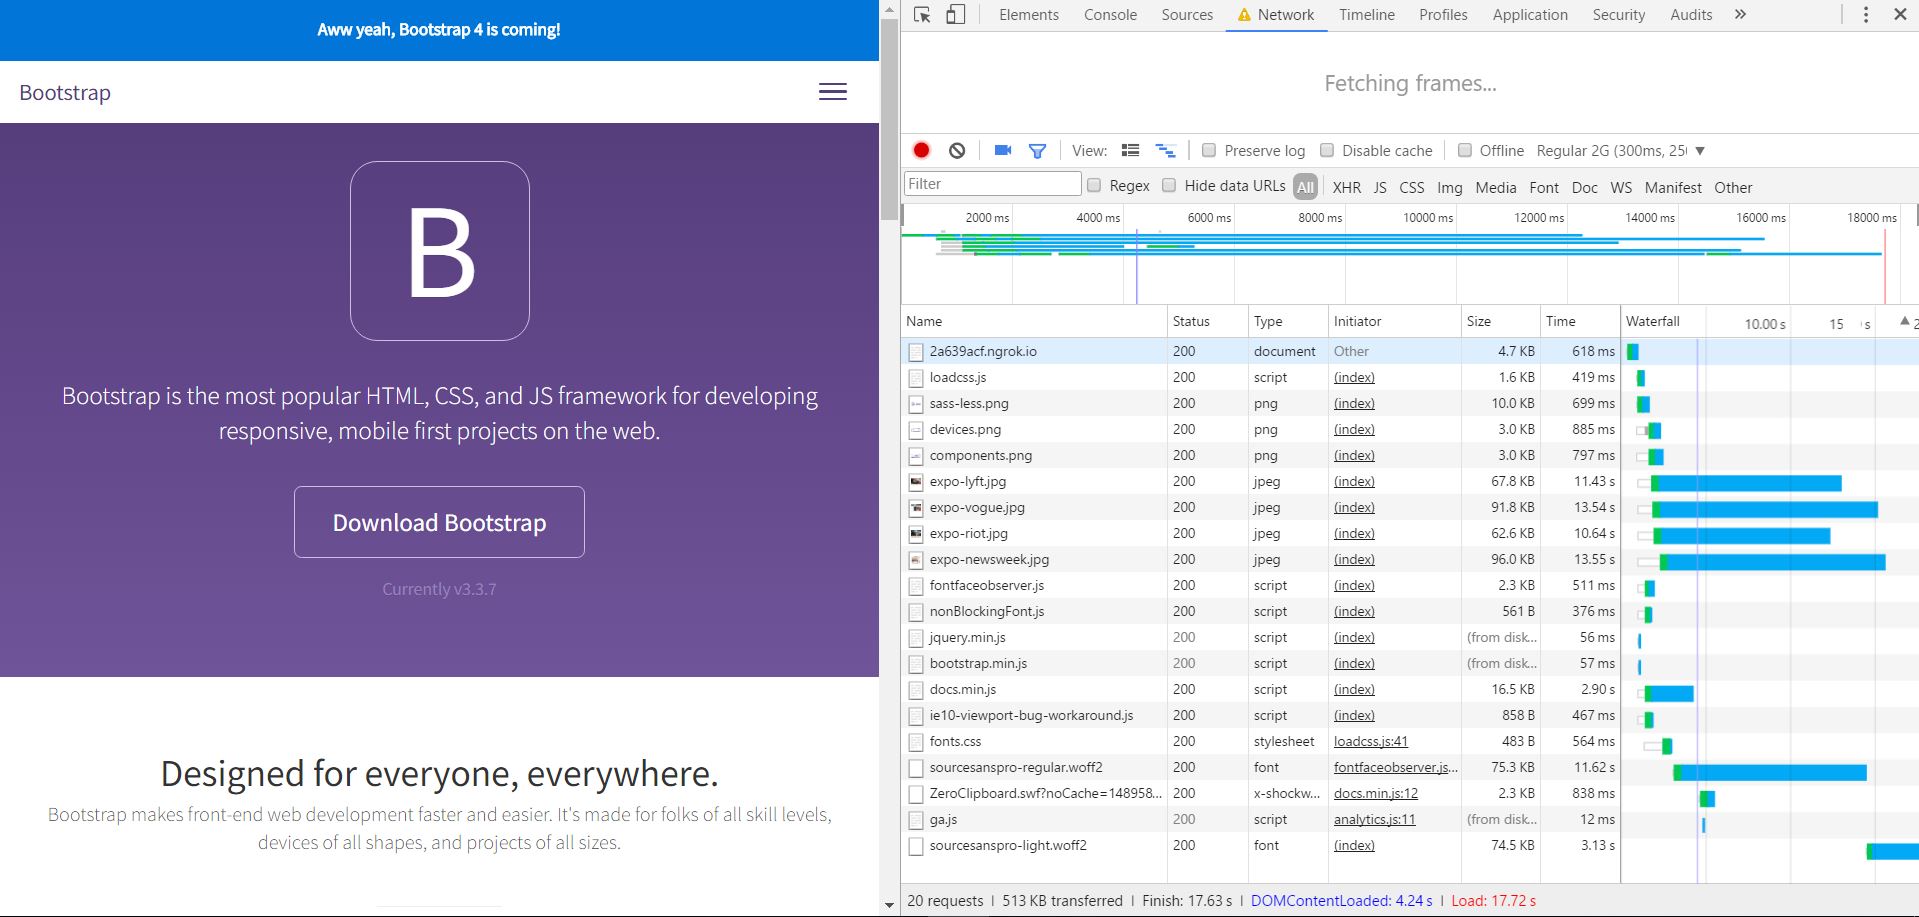 Aww yeah, Bootstrap 4 is coming!
Bootstrap
B
Bootstrap is the most popular HTML, CSS, and JS framework for developing
responsive, mobile first projects on the web.
Download Bootstrap
Currently v3.3.7
Designed for everyone, everywhere.
Bootstrap makes front-end web development faster and easier. It's made for folks of all skill levels,
devices of all shapes, and projects of all sizes.
Elements Console Sources Network Timeline Profiles Application Security Audits »
Fetching frames...
View: Preserve log Disable cache Offline Regular 2G (300ms, 25
Filter Regex Hide data URLs All XHR JS CSS Img Media Font Doc WS Manifest Other
2000 ms 4000 ms 6000 ms 8000 ms 10000 ms 12000 ms 14000 ms 16000 ms 18000 ms
Name Status Type Initiator Size Time Waterfall 10.00 s 15 s 2
2a639acf.ngrok.io 200 document Other 4.7 KB 618 ms
loadcss.js 200 script (index) 1.6 KB 419 ms
sass-less.png 200 png (index) 10.0 KB 699 ms
devices.png 200 png (index) 3.0 KB 885 ms
components.png 200 png (index) 3.0 KB 797 ms
expo-lyft.jpg 200 jpeg (index) 67.8 KB 11.43 s
expo-vogue.jpg 200 jpeg (index) 91.8 KB 13.54 s
expo-riot.jpg 200 jpeg (index) 62.6 KB 10.64 s
expo-newsweek.jpg 200 jpeg (index) 96.0 KB 13.55 s
fontfaceobserver.js 200 script (index) 2.3 KB 511 ms
nonBlockingFont.js 200 script (index) 561 B 376 ms
jquery.min.js 200 script (index) (from disk... 56 ms
bootstrap.min.js 200 script (index) (from disk... 57 ms
docs.min.js 200 script (index) 16.5 KB 2.90 s
ie10-viewport-bug-workaround.js 200 script (index) 858 B 467 ms
fonts.css 200 stylesheet loadcss.js:41 483 B 564 ms
sourcesanspro-regular.woff2 200 font fontfaceobserver.js... 75.3 KB 11.62 s
ZeroClipboard.swf?noCache=148958... 200 x-shockw... docs.min.js:12 2.3 KB 838 ms
ga.js 200 script analytics.js:11 (from disk... 12 ms
sourcesanspro-light.woff2 200 font (index) 74.5 KB 3.13 s
20 requests | 513 KB transferred | Finish: 17.63 s | DOMContentLoaded: 4.24 s | Load: 17.72 s